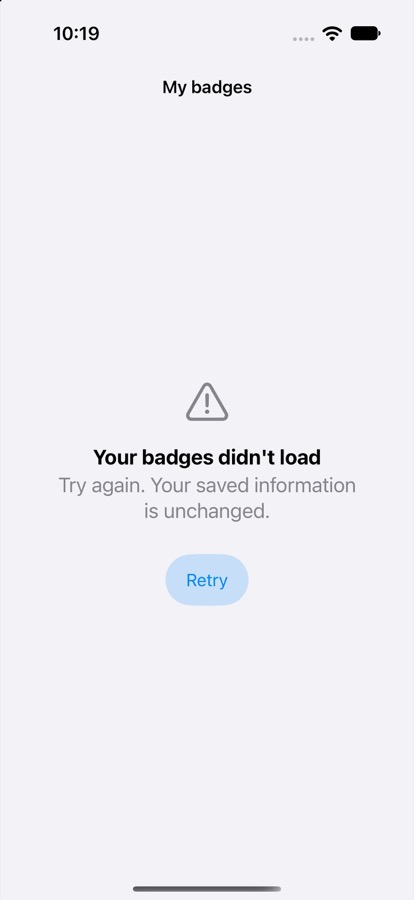 10:19
My badges
Your badges didn't load
Try again. Your saved information
is unchanged.
Retry